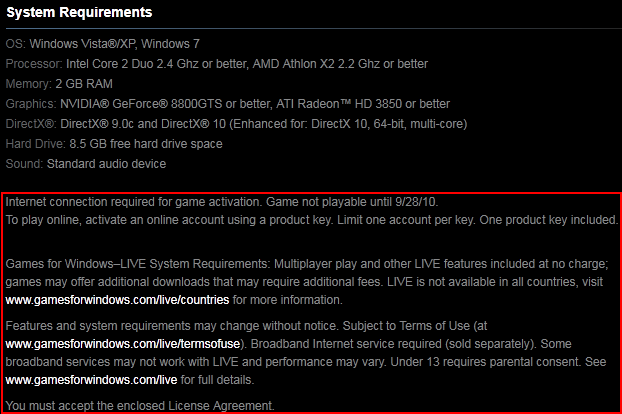 System Requirements
OS: Windows Vista®/XP, Windows 7
Processor: Intel Core 2 Duo 2.4 Ghz or better, AMD Athlon X2 2.2 Ghz or better
Memory: 2 GB RAM
Graphics: NVIDIA® GeForce® 8800GTS or better, ATI Radeon™ HD 3850 or better
DirectX®: DirectX® 9.0c and DirectX® 10 (Enhanced for: DirectX 10, 64-bit, multi-core)
Hard Drive: 8.5 GB free hard drive space
Sound: Standard audio device
Internet connection required for game activation. Game not playable until 9/28/10.
To play online, activate an online account using a product key. Limit one account per key. One product key included.
Games for Windows–LIVE System Requirements: Multiplayer play and other LIVE features included at no charge;
games may offer additional downloads that may require additional fees. LIVE is not available in all countries, visit
www.gamesforwindows.com/live/countries for more information.
Features and system requirements may change without notice. Subject to Terms of Use (at
www.gamesforwindows.com/live/termsofuse). Broadband Internet service required (sold separately). Some
broadband services may not work with LIVE and performance may vary. Under 13 requires parental consent. See
www.gamesforwindows.com/live for full details.
You must accept the enclosed License Agreement.